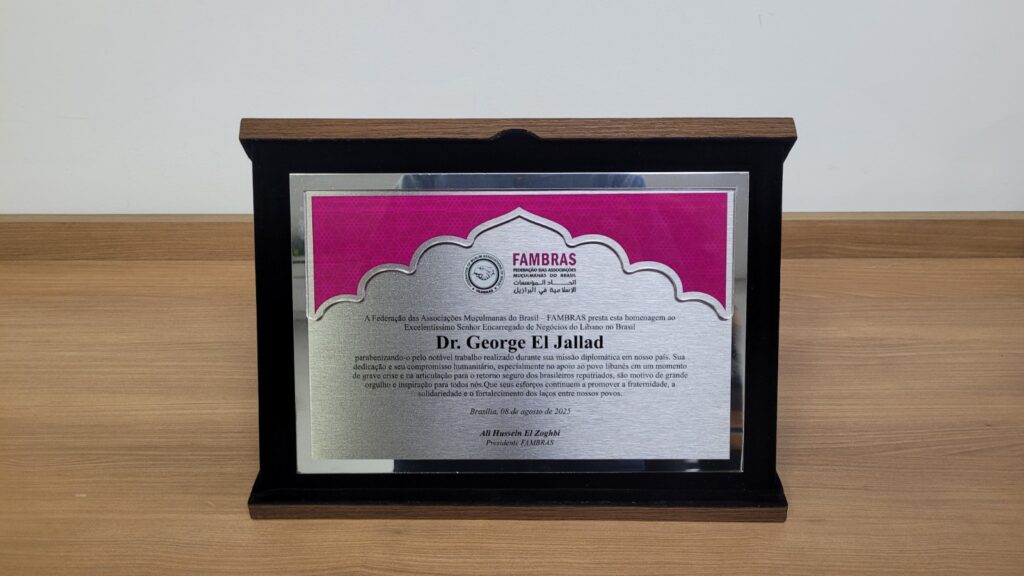 FAMBRAS
FEDERAÇÃO DAS ASSOCIAÇÕES
MUÇULMANAS DO BRASIL
اتحـــاد الـمـؤسـسـات
الاسلامية في البرازيل
A Federação das Associações Muçulmanas do Brasil – FAMBRAS presta esta homenagem ao
Excelentíssimo Senhor Encarregado de Negócios do Líbano no Brasil
Dr. George El Jallad
parabenizando-o pelo notável trabalho realizado durante sua missão diplomática em nosso país. Sua
dedicação e seu compromisso humanitário, especialmente no apoio ao povo libanês em um momento
de grave crise e na articulação para o retorno seguro dos brasileiros repatriados, são motivo de grande
orgulho e inspiração para todos nós.Que seus esforços continuem a promover a fraternidade, a
solidariedade e o fortalecimento dos laços entre nossos povos.
Brasília, 08 de agosto de 2025
Ali Hussein El Zoghbi
Presidente FAMBRAS